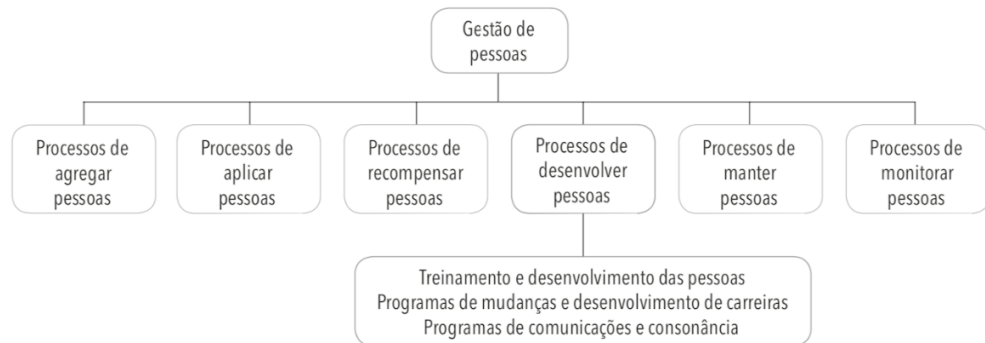 Gestão de
pessoas
Processos de
agregar
pessoas
Processos de
aplicar
pessoas
Processos de
recompensar
pessoas
Processos de
desenvolver
pessoas
Processos de
manter
pessoas
Processos de
monitorar
pessoas
Treinamento e desenvolvimento das pessoas
Programas de mudanças e desenvolvimento de carreiras
Programas de comunicações e consonância